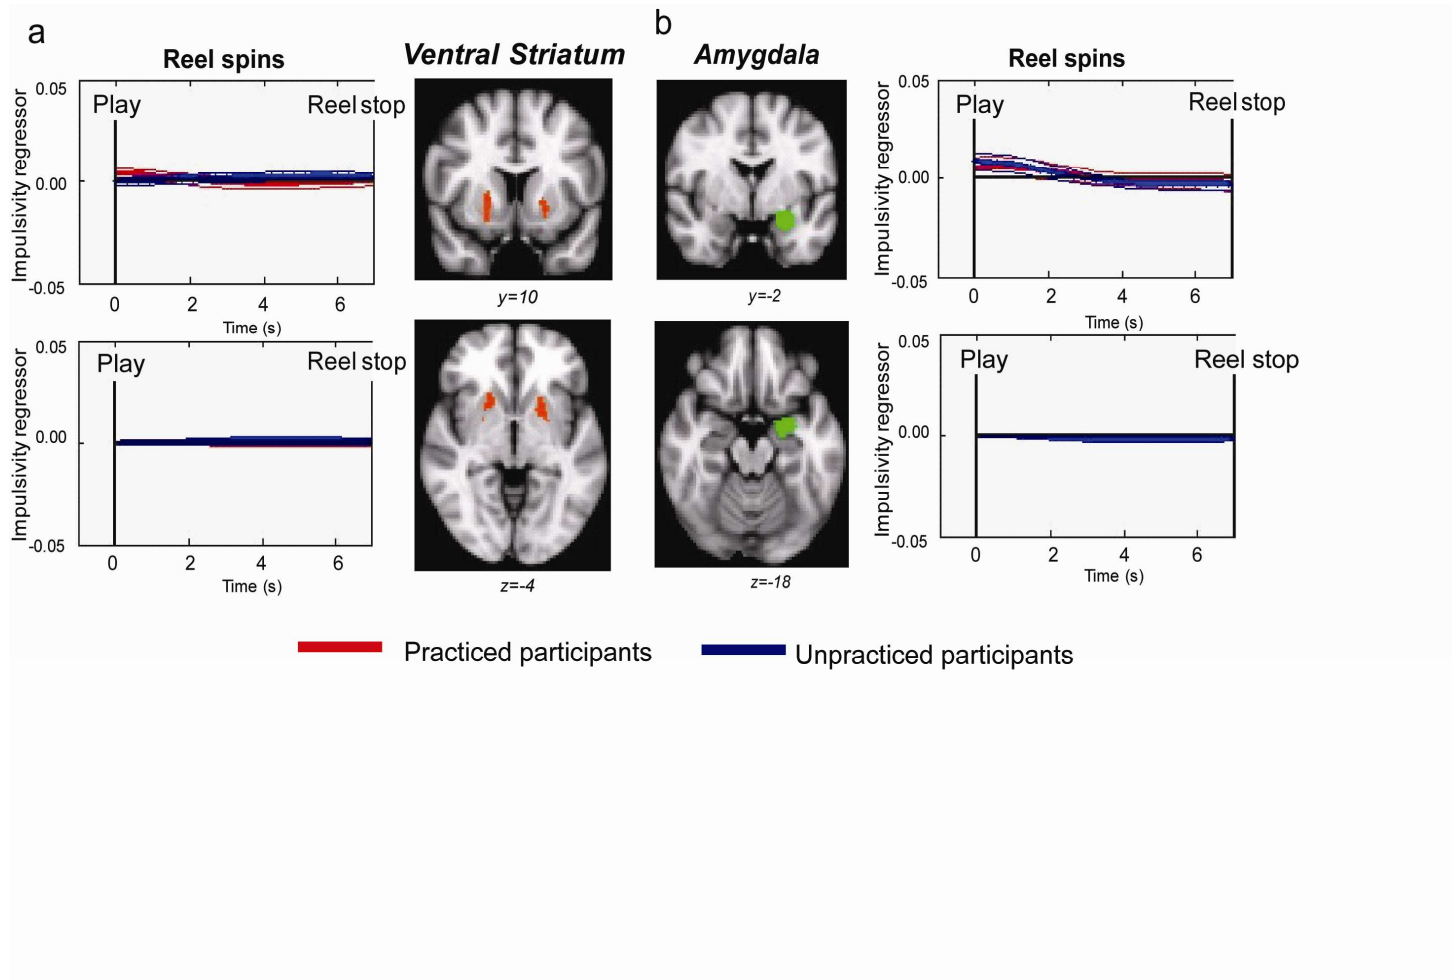 a
b
Reel spins
Ventral Striatum
Amygdala
Reel spins
Impulsivity regressor
0.05
0.00
-0.05
Play
Reel stop
0
2
4
6
Time (s)
y=10
y=-2
Impulsivity regressor
0.05
0.00
-0.05
Play
Reel stop
0
2
4
6
Time (s)
Impulsivity regressor
0.05
0.00
-0.05
Play
Reel stop
0
2
4
6
Time (s)
z=-4
z=-18
Impulsivity regressor
0.05
0.00
-0.05
Play
Reel stop
0
2
4
6
Time (s)
Practiced participants
Unpracticed participants